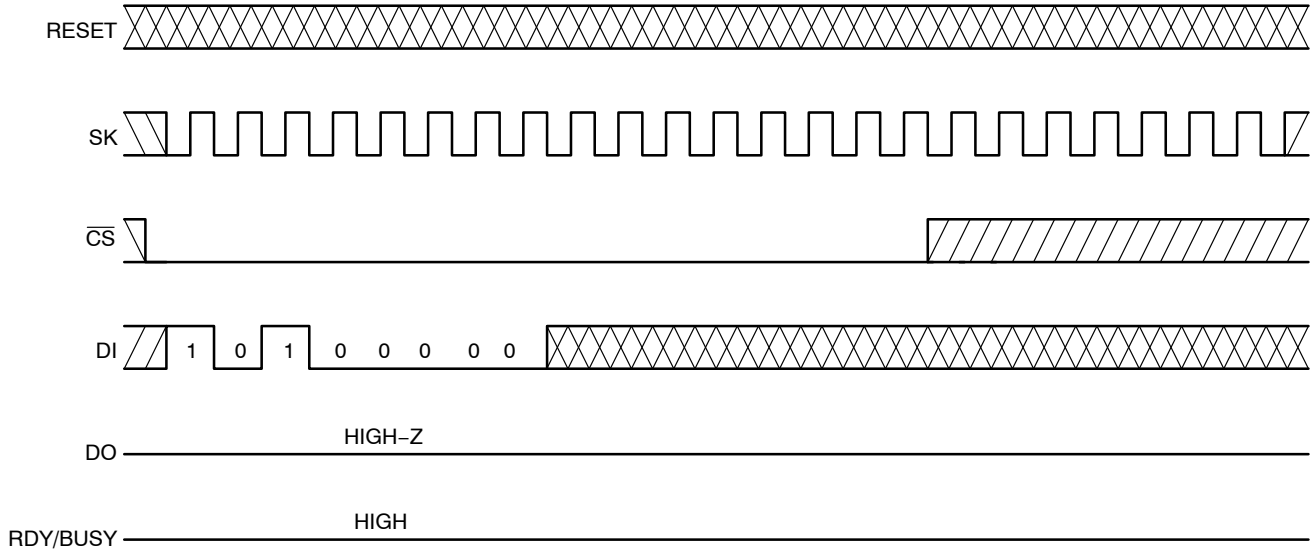 RESET
SK
CS
DI 1 0 1 0 0 0 0 0
HIGH–Z
DO
HIGH
RDY/BUSY